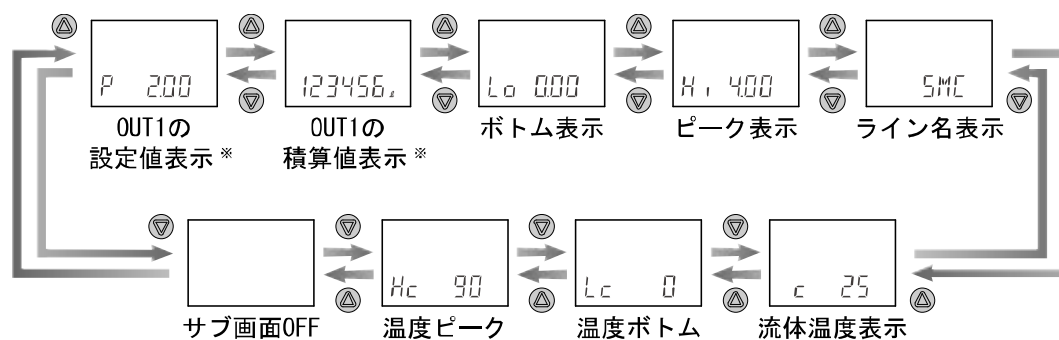 P 2.00
123456.ℓ
Lo 0.00
Hi 4.00
SMC
OUT1の
設定値表示※
OUT1の
積算値表示※
ボトム表示
ピーク表示
ライン名表示
Hc 90
Lc 0
c 25
サブ画面OFF
温度ピーク
温度ボトム
流体温度表示